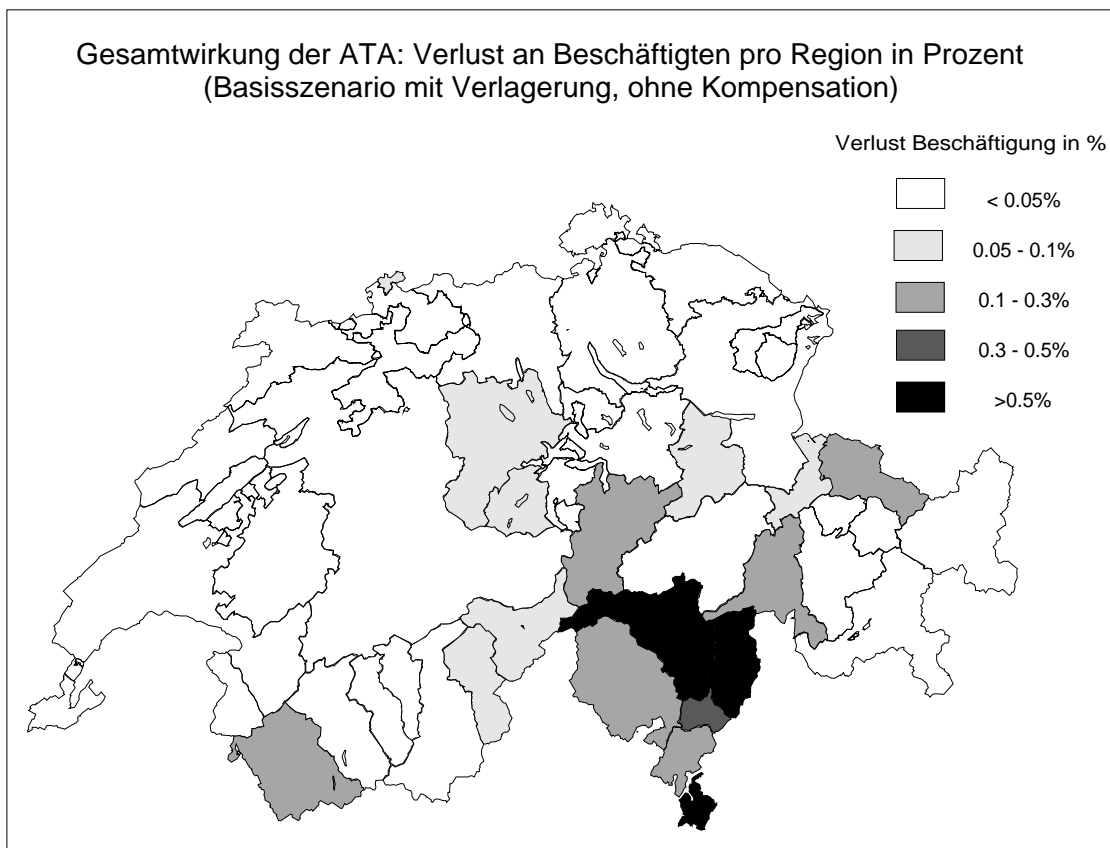 Gesamtwirkung der ATA: Verlust an Beschäftigten pro Region in Prozent
(Basisszenario mit Verlagerung, ohne Kompensation)
Verlust Beschäftigung in %
< 0.05%
0.05 - 0.1%
0.1 - 0.3%
0.3 - 0.5%
>0.5%